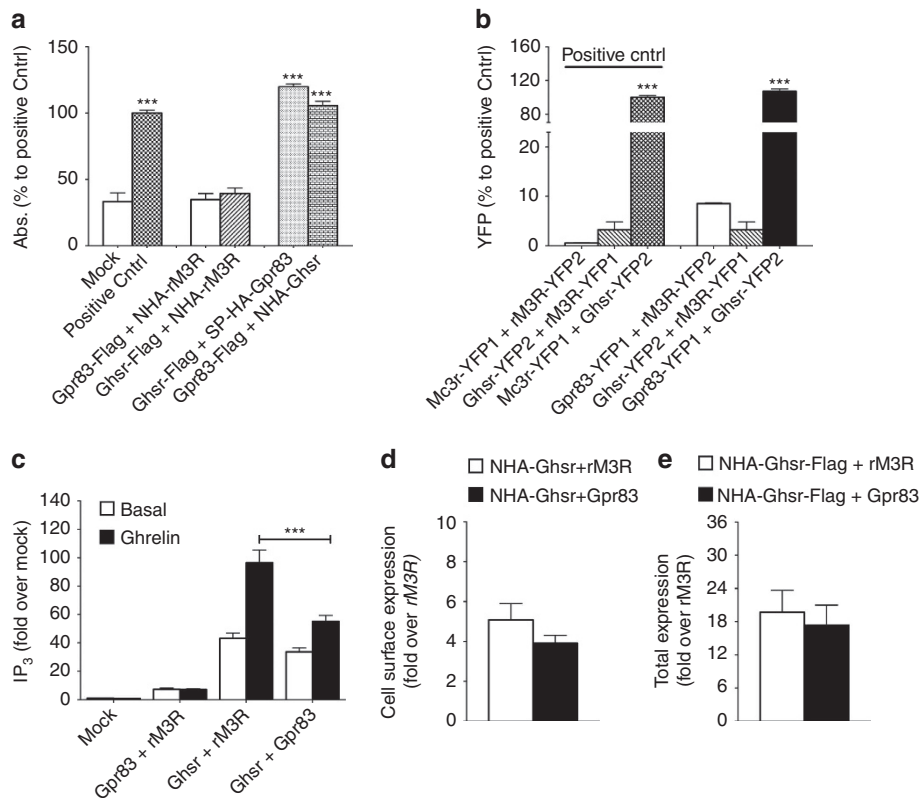 a
Abs. (% to positive Cntrl)
150
100
50
0
***
***
***
Mock
Positive Cntrl
Gpr83-Flag + NHA-rM3R
Ghsr-Flag + NHA-rM3R
Ghsr-Flag + SP-HA-Gpr83
Gpr83-Flag + NHA-Ghsr
b
YFP (% to positive Cntrl)
160
140
120
100
80
20
10
0
Positive cntrl
***
***
Mc3r-YFP1 + rM3R-YFP2
Ghsr-YFP2 + rM3R-YFP1
Mc3r-YFP1 + Ghsr-YFP2
Gpr83-YFP1 + rM3R-YFP2
Ghsr-YFP2 + rM3R-YFP1
Gpr83-YFP1 + Ghsr-YFP2
c
IP3 (fold over mock)
140
120
100
80
60
40
20
0
Basal
Ghrelin
***
Mock
Gpr83 + rM3R
Ghsr + rM3R
Ghsr + Gpr83
d
NHA-Ghsr+rM3R
NHA-Ghsr+Gpr83
Cell surface expression
(fold over rM3R)
10
8
6
4
2
0
e
NHA-Ghsr-Flag + rM3R
NHA-Ghsr-Flag + Gpr83
Total expression
(fold over rM3R)
36
30
24
18
12
6
0